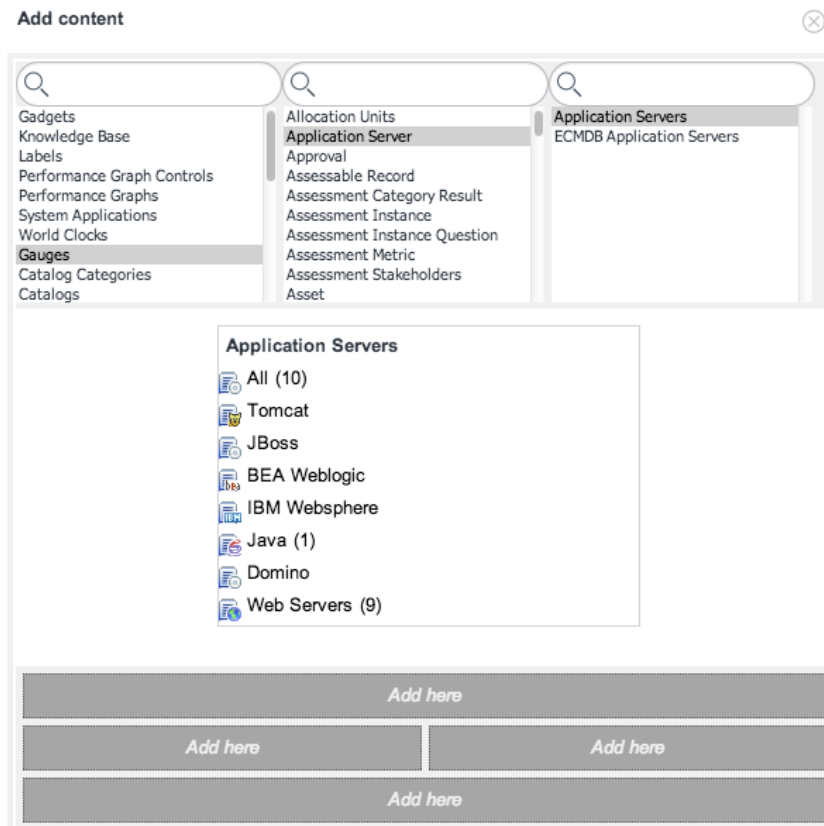 Add content
Gadgets
Knowledge Base
Labels
Performance Graph Controls
Performance Graphs
System Applications
World Clocks
Gauges
Catalog Categories
Catalogs
Allocation Units
Application Server
Approval
Assessable Record
Assessment Category Result
Assessment Instance
Assessment Instance Question
Assessment Metric
Assessment Stakeholders
Asset
Application Servers
ECMDB Application Servers
Application Servers
All (10)
Tomcat
JBoss
BEA Weblogic
IBM Websphere
Java (1)
Domino
Web Servers (9)
Add here
Add here Add here
Add here